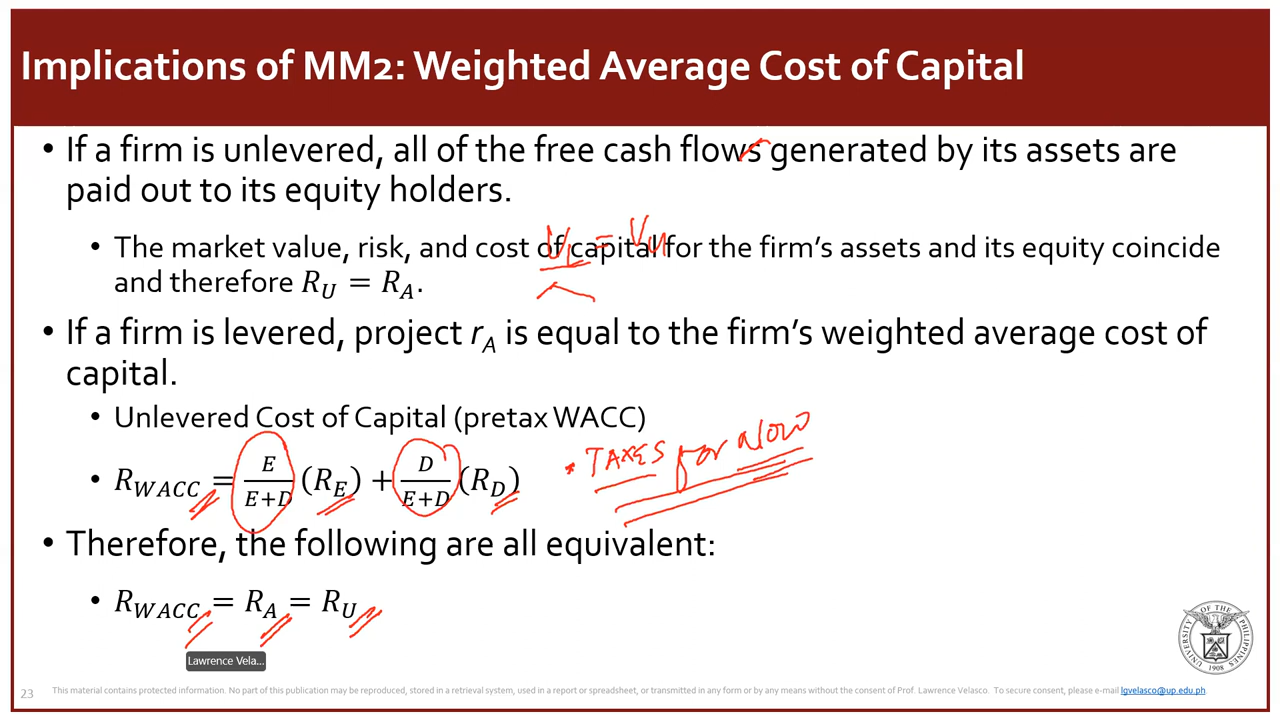 Implications of MM2: Weighted Average Cost of Capital
• If a firm is unlevered, all of the free cash flows generated by its assets are
paid out to its equity holders.
• The market value, risk, and cost of capital for the firm's assets and its equity coincide
and therefore R_U = R_A.
V_L = V_U
• If a firm is levered, project r_A is equal to the firm's weighted average cost of
capital.
• Unlevered Cost of Capital (pretax WACC)
• R_WACC = E/(E+D) (R_E) + D/(E+D) (R_D)
* TAXES for
• Therefore, the following are all equivalent:
• R_WACC = R_A = R_U
Lawrence Vela...
UNIVERSITY OF THE PHILIPPINES
1908
23
This material contains protected information. No part of this publication may be reproduced, stored in a retrieval system, used in a report or spreadsheet, or transmitted in any form or by any means without the consent of Prof. Lawrence Velasco. To secure consent, please e-mail lgvelasco@up.edu.ph.